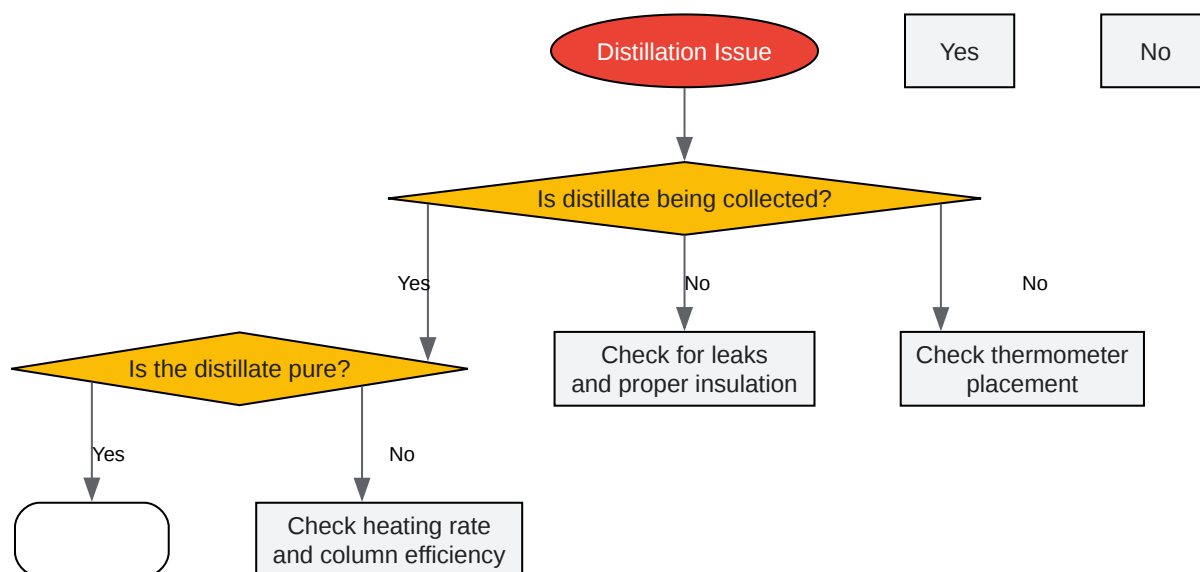 Distillation Issue
Yes
No
Is distillate being collected?
Yes
No
No
Is the distillate pure?
Check for leaks
and proper insulation
Check thermometer
placement
Yes
No
Check heating rate
and column efficiency